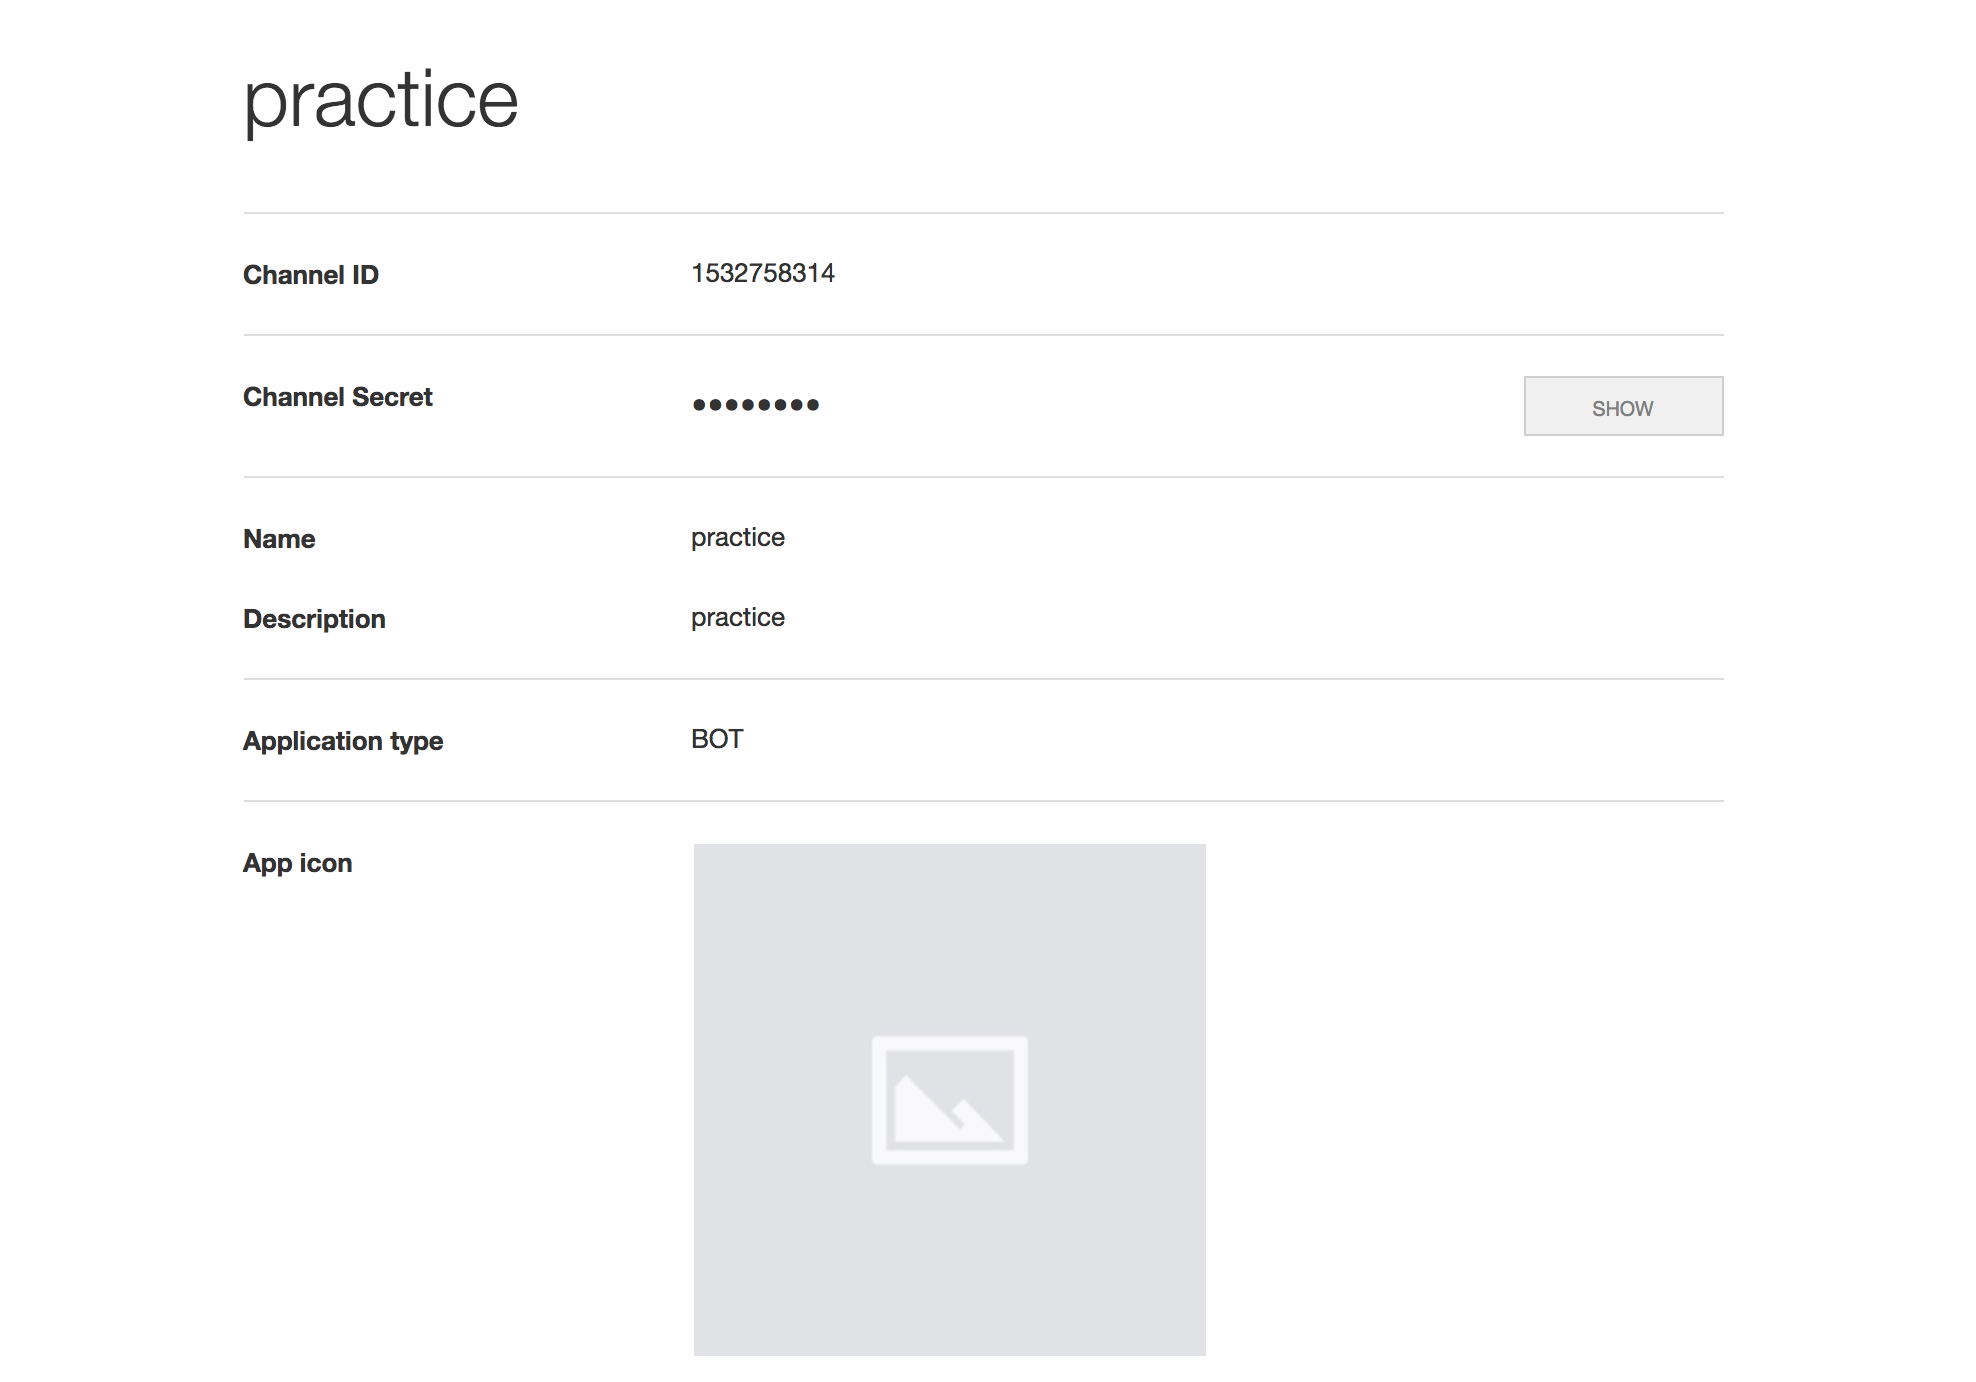 practice
Channel ID 1532758314
Channel Secret ●●●●●●●● SHOW
Name practice
Description practice
Application type BOT
App icon